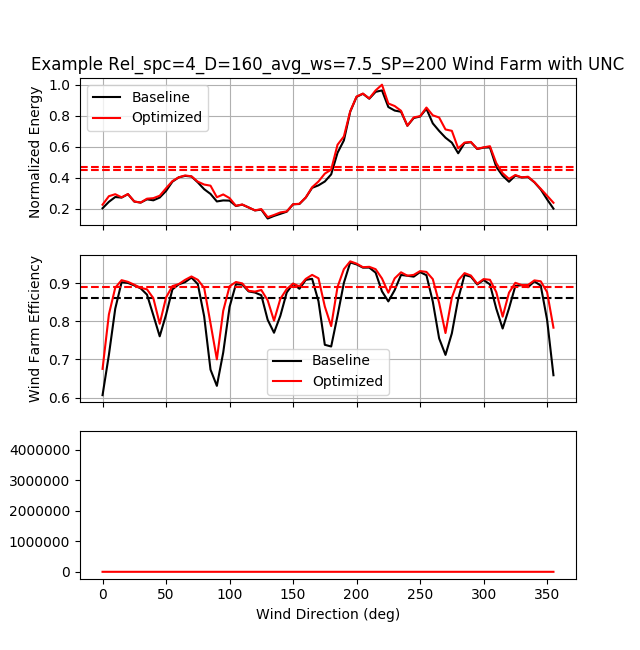 Example Rel_spc=4_D=160_avg_ws=7.5_SP=200 Wind Farm with UNC
1.0
0.8
0.6
0.4
0.2
Normalized Energy
Baseline
Optimized
0.9
0.8
0.7
0.6
Wind Farm Efficiency
Baseline
Optimized
4000000
3000000
2000000
1000000
0
0 50 100 150 200 250 300 350
Wind Direction (deg)